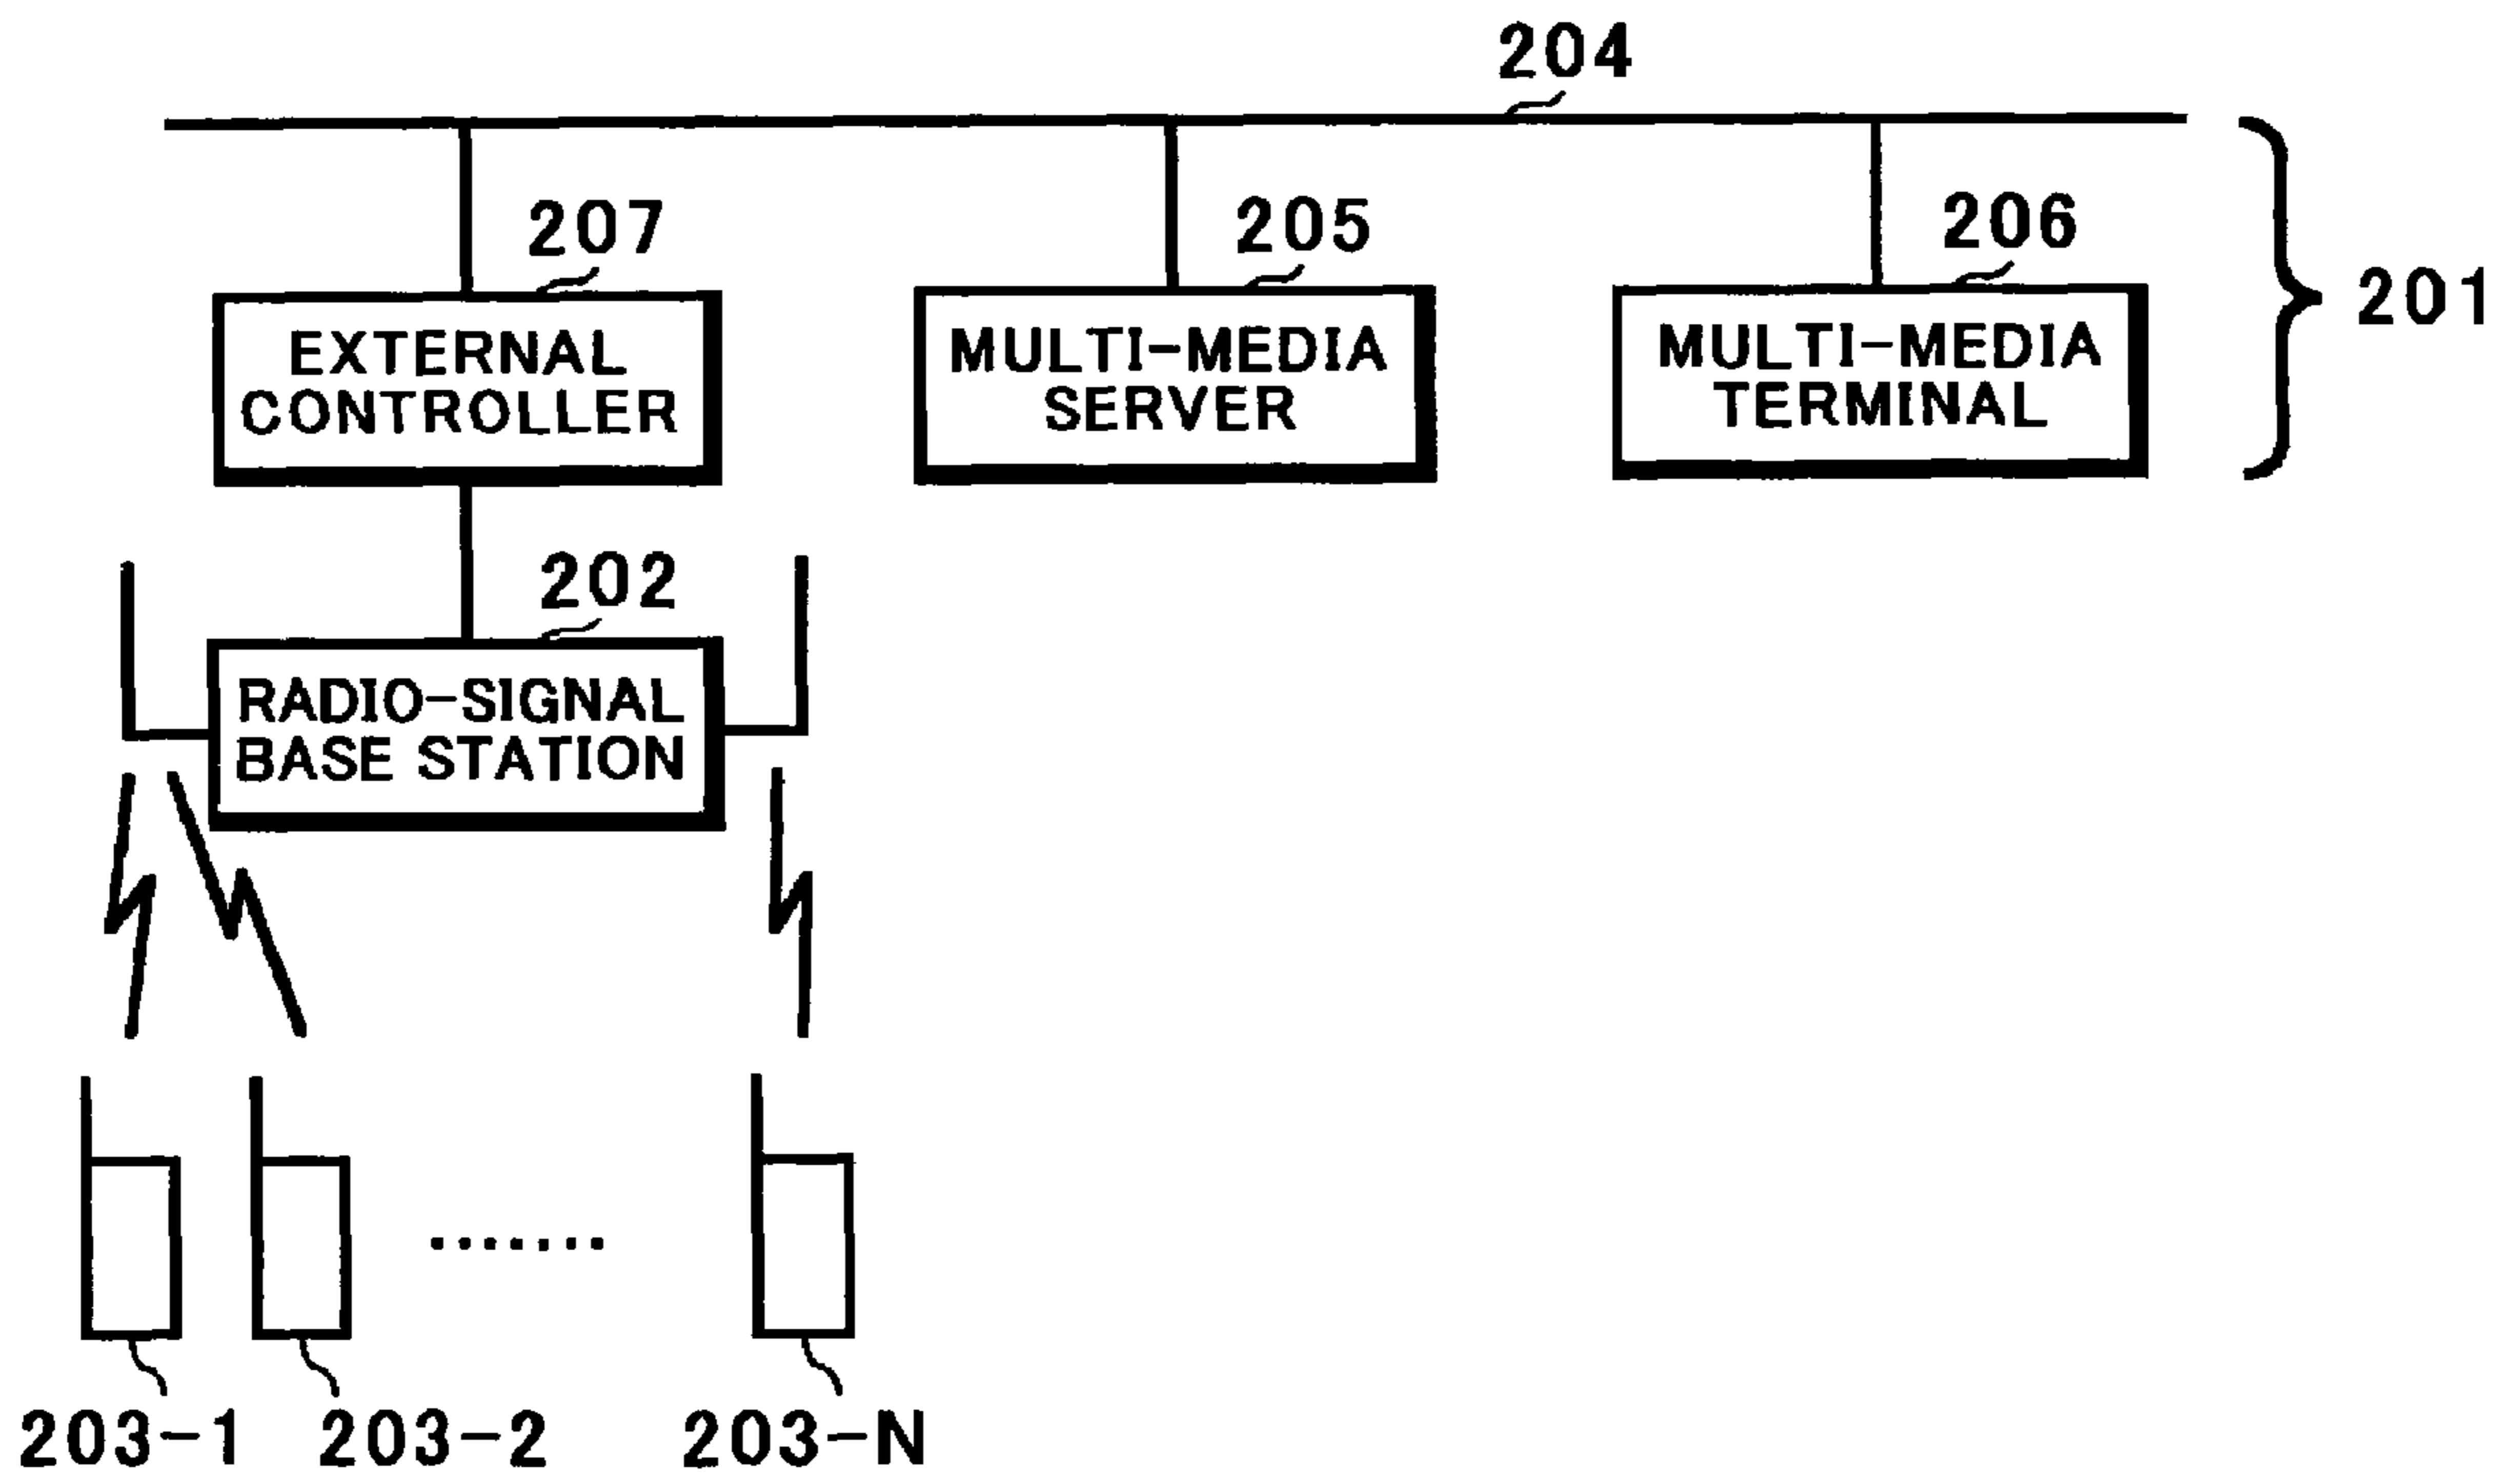 204
207
205
206
201
EXTERNAL
CONTROLLER
MULTI-MEDIA
SERVER
MULTI-MEDIA
TERMINAL
202
RADIO-SIGNAL
BASE STATION
203-1
203-2
203-N